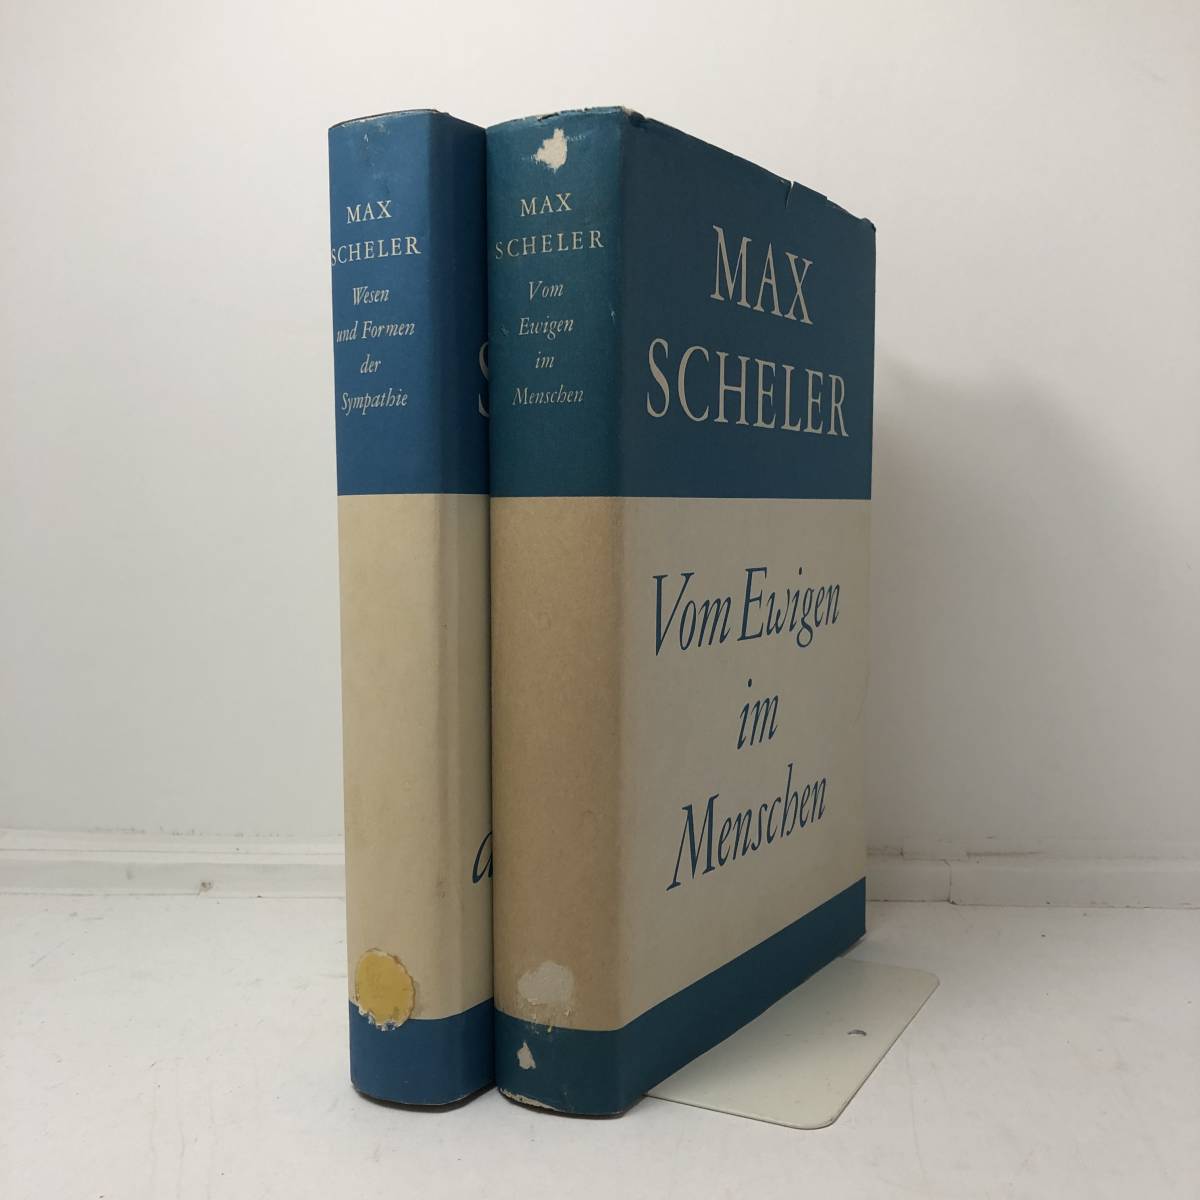 MAX
SCHELER
Wesen
und Formen
der
Sympathie
MAX
SCHELER
Vom
Ewigen
im
Menschen
MAX
SCHELER
Vom Ewigen
im
Menschen